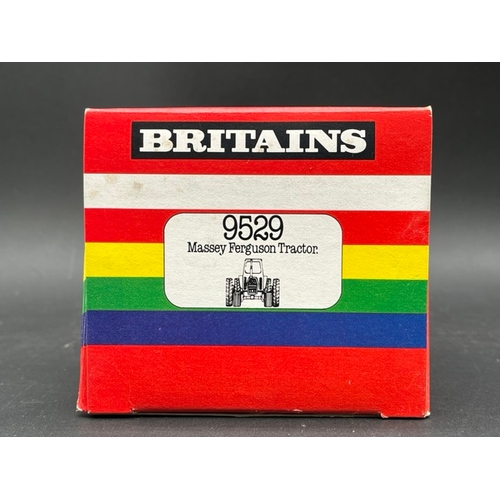 BRITAINS
9529
Massey Ferguson Tractor.